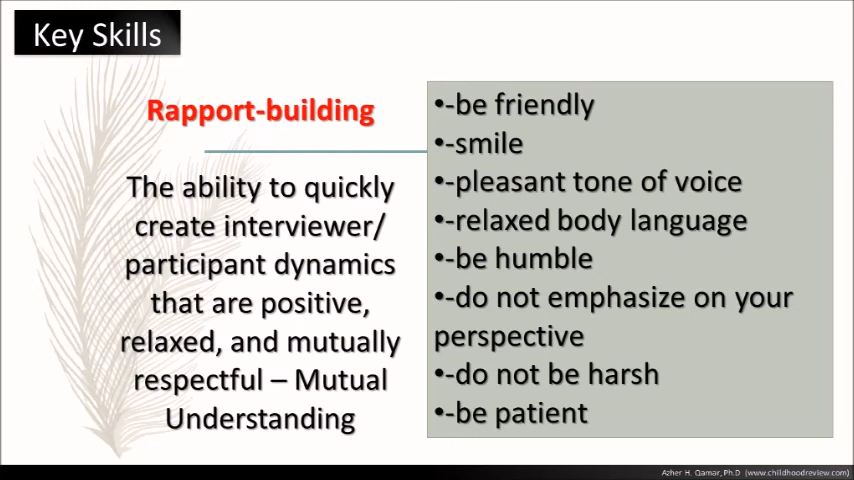 Key Skills
Rapport-building
The ability to quickly
create interviewer/
participant dynamics
that are positive,
relaxed, and mutually
respectful – Mutual
Understanding
•-be friendly
•-smile
•-pleasant tone of voice
•-relaxed body language
•-be humble
•-do not emphasize on your
perspective
•-do not be harsh
•-be patient
Azher H. Qamar, Ph.D (www.childhoodreview.com)